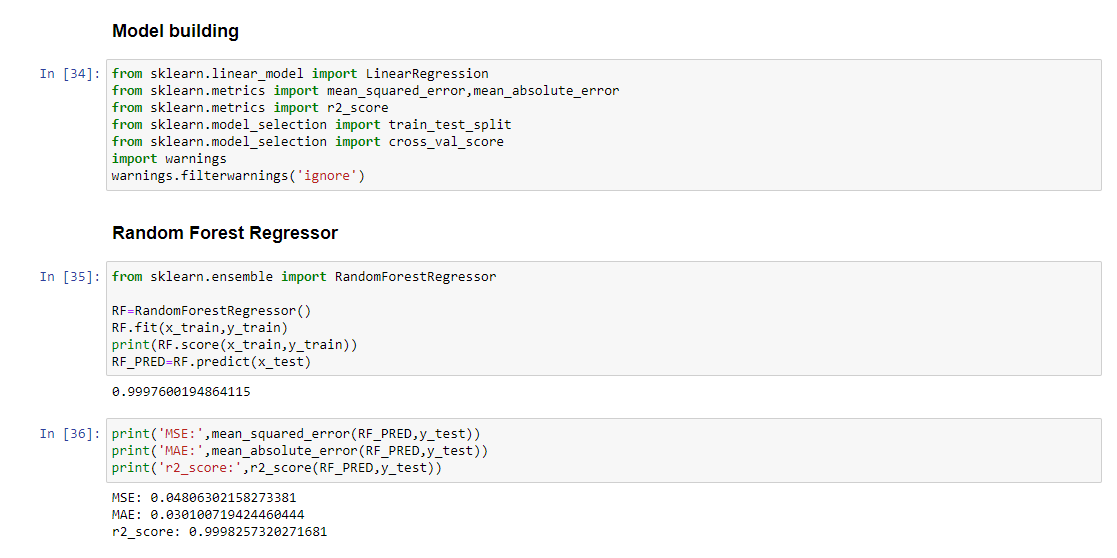 Model building
In [34]: from sklearn.linear_model import LinearRegression
from sklearn.metrics import mean_squared_error,mean_absolute_error
from sklearn.metrics import r2_score
from sklearn.model_selection import train_test_split
from sklearn.model_selection import cross_val_score
import warnings
warnings.filterwarnings('ignore')
Random Forest Regressor
In [35]: from sklearn.ensemble import RandomForestRegressor
RF=RandomForestRegressor()
RF.fit(x_train,y_train)
print(RF.score(x_train,y_train))
RF_PRED=RF.predict(x_test)
0.9997600194864115
In [36]: print('MSE:',mean_squared_error(RF_PRED,y_test))
print('MAE:',mean_absolute_error(RF_PRED,y_test))
print('r2_score:',r2_score(RF_PRED,y_test))
MSE: 0.04806302158273381
MAE: 0.030100719424460444
r2_score: 0.9998257320271681